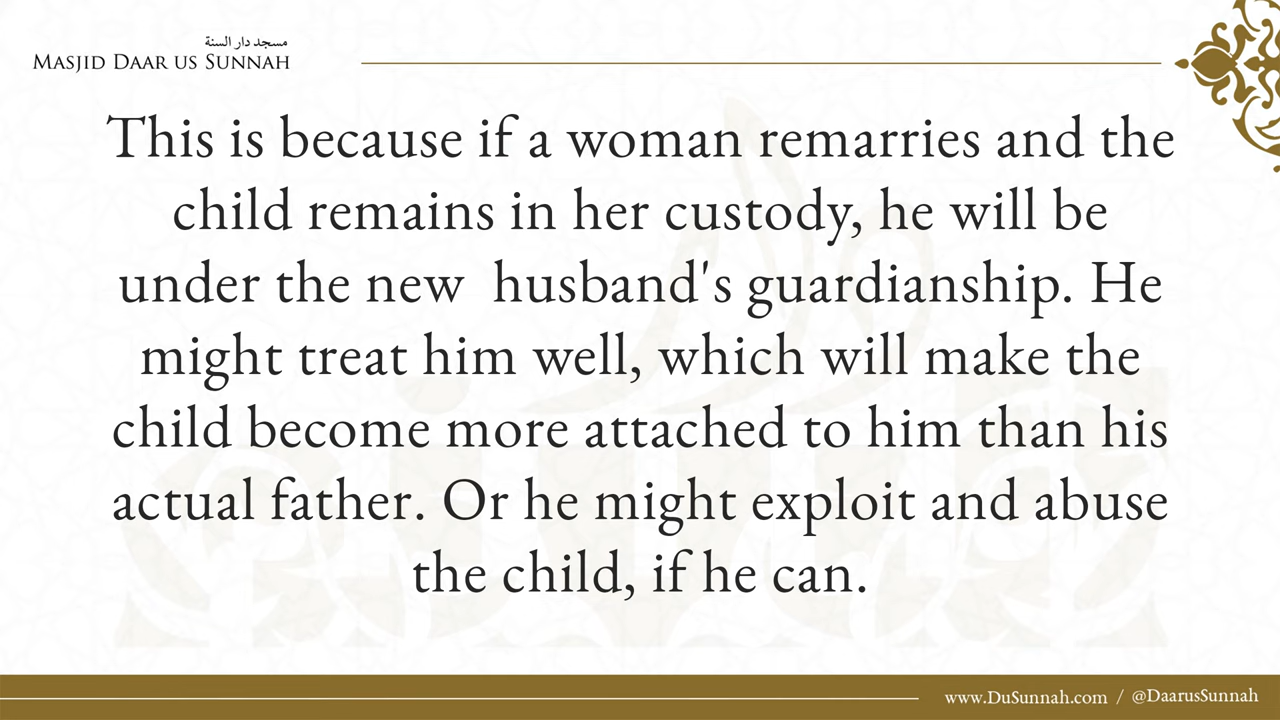 مسجد دار السنة
MASJID DAAR US SUNNAH
This is because if a woman remarries and the
child remains in her custody, he will be
under the new  husband's guardianship. He
might treat him well, which will make the
child become more attached to him than his
actual father. Or he might exploit and abuse
the child, if he can.
www.DuSunnah.com / @DaarusSunnah